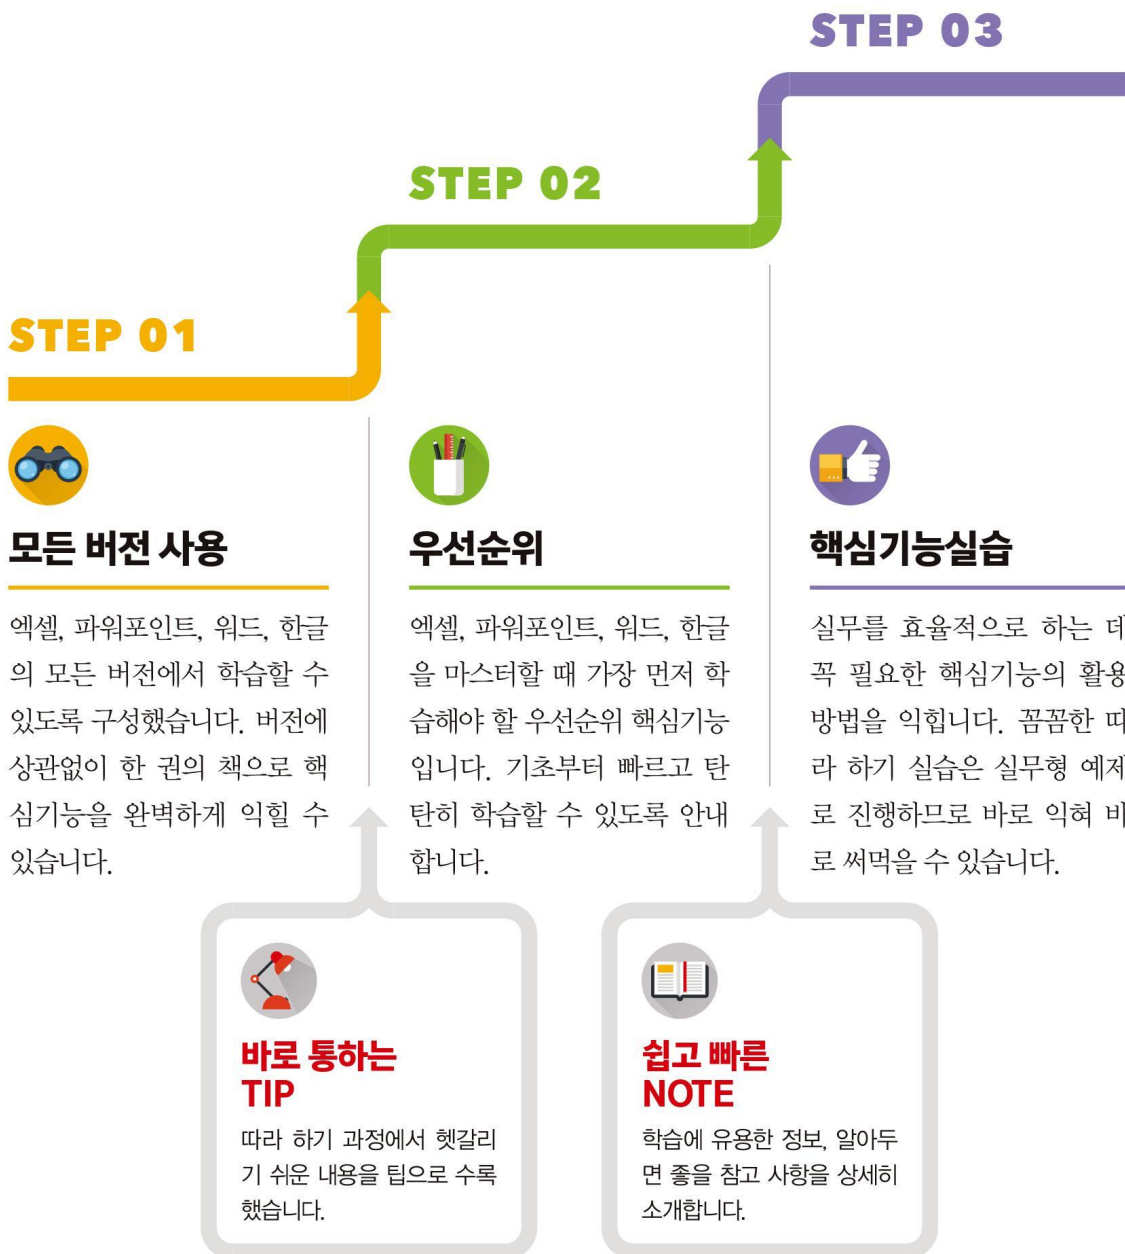 STEP 01
모든 버전 사용
엑셀, 파워포인트, 워드, 한글
의 모든 버전에서 학습할 수
있도록 구성했습니다. 버전에
상관없이 한 권의 책으로 핵
심기능을 완벽하게 익힐 수
있습니다.
STEP 02
우선순위
엑셀, 파워포인트, 워드, 한글
을 마스터할 때 가장 먼저 학
습해야 할 우선순위 핵심기능
입니다. 기초부터 빠르고 탄
탄히 학습할 수 있도록 안내
합니다.
STEP 03
핵심기능실습
실무를 효율적으로 하는 데
꼭 필요한 핵심기능의 활용
방법을 익힙니다. 꼼꼼한 따
라 하기 실습은 실무형 예제
로 진행하므로 바로 익혀 바
로 써먹을 수 있습니다.
바로 통하는
TIP
따라 하기 과정에서 헷갈리
기 쉬운 내용을 팁으로 수록
했습니다.
쉽고 빠른
NOTE
학습에 유용한 정보, 알아두
면 좋을 참고 사항을 상세히
소개합니다.